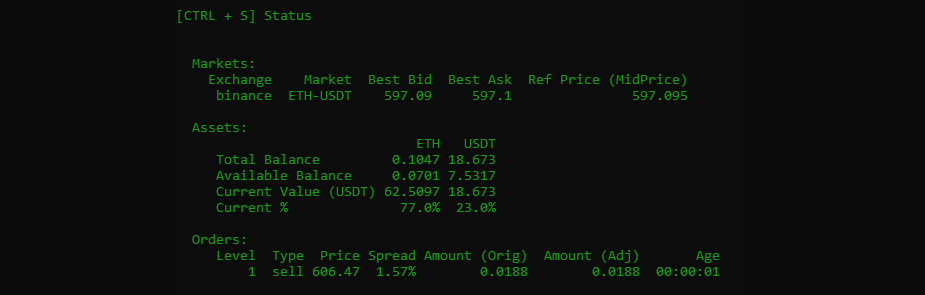 [CTRL + S] Status
Markets:
Exchange Market Best Bid Best Ask Ref Price (MidPrice)
binance ETH-USDT 597.09 597.1 597.095
Assets:
ETH USDT
Total Balance 0.1047 18.673
Available Balance 0.0701 7.5317
Current Value (USDT) 62.5097 18.673
Current % 77.0% 23.0%
Orders:
Level Type Price Spread Amount (Orig) Amount (Adj) Age
1 sell 606.47 1.57% 0.0188 0.0188 00:00:01